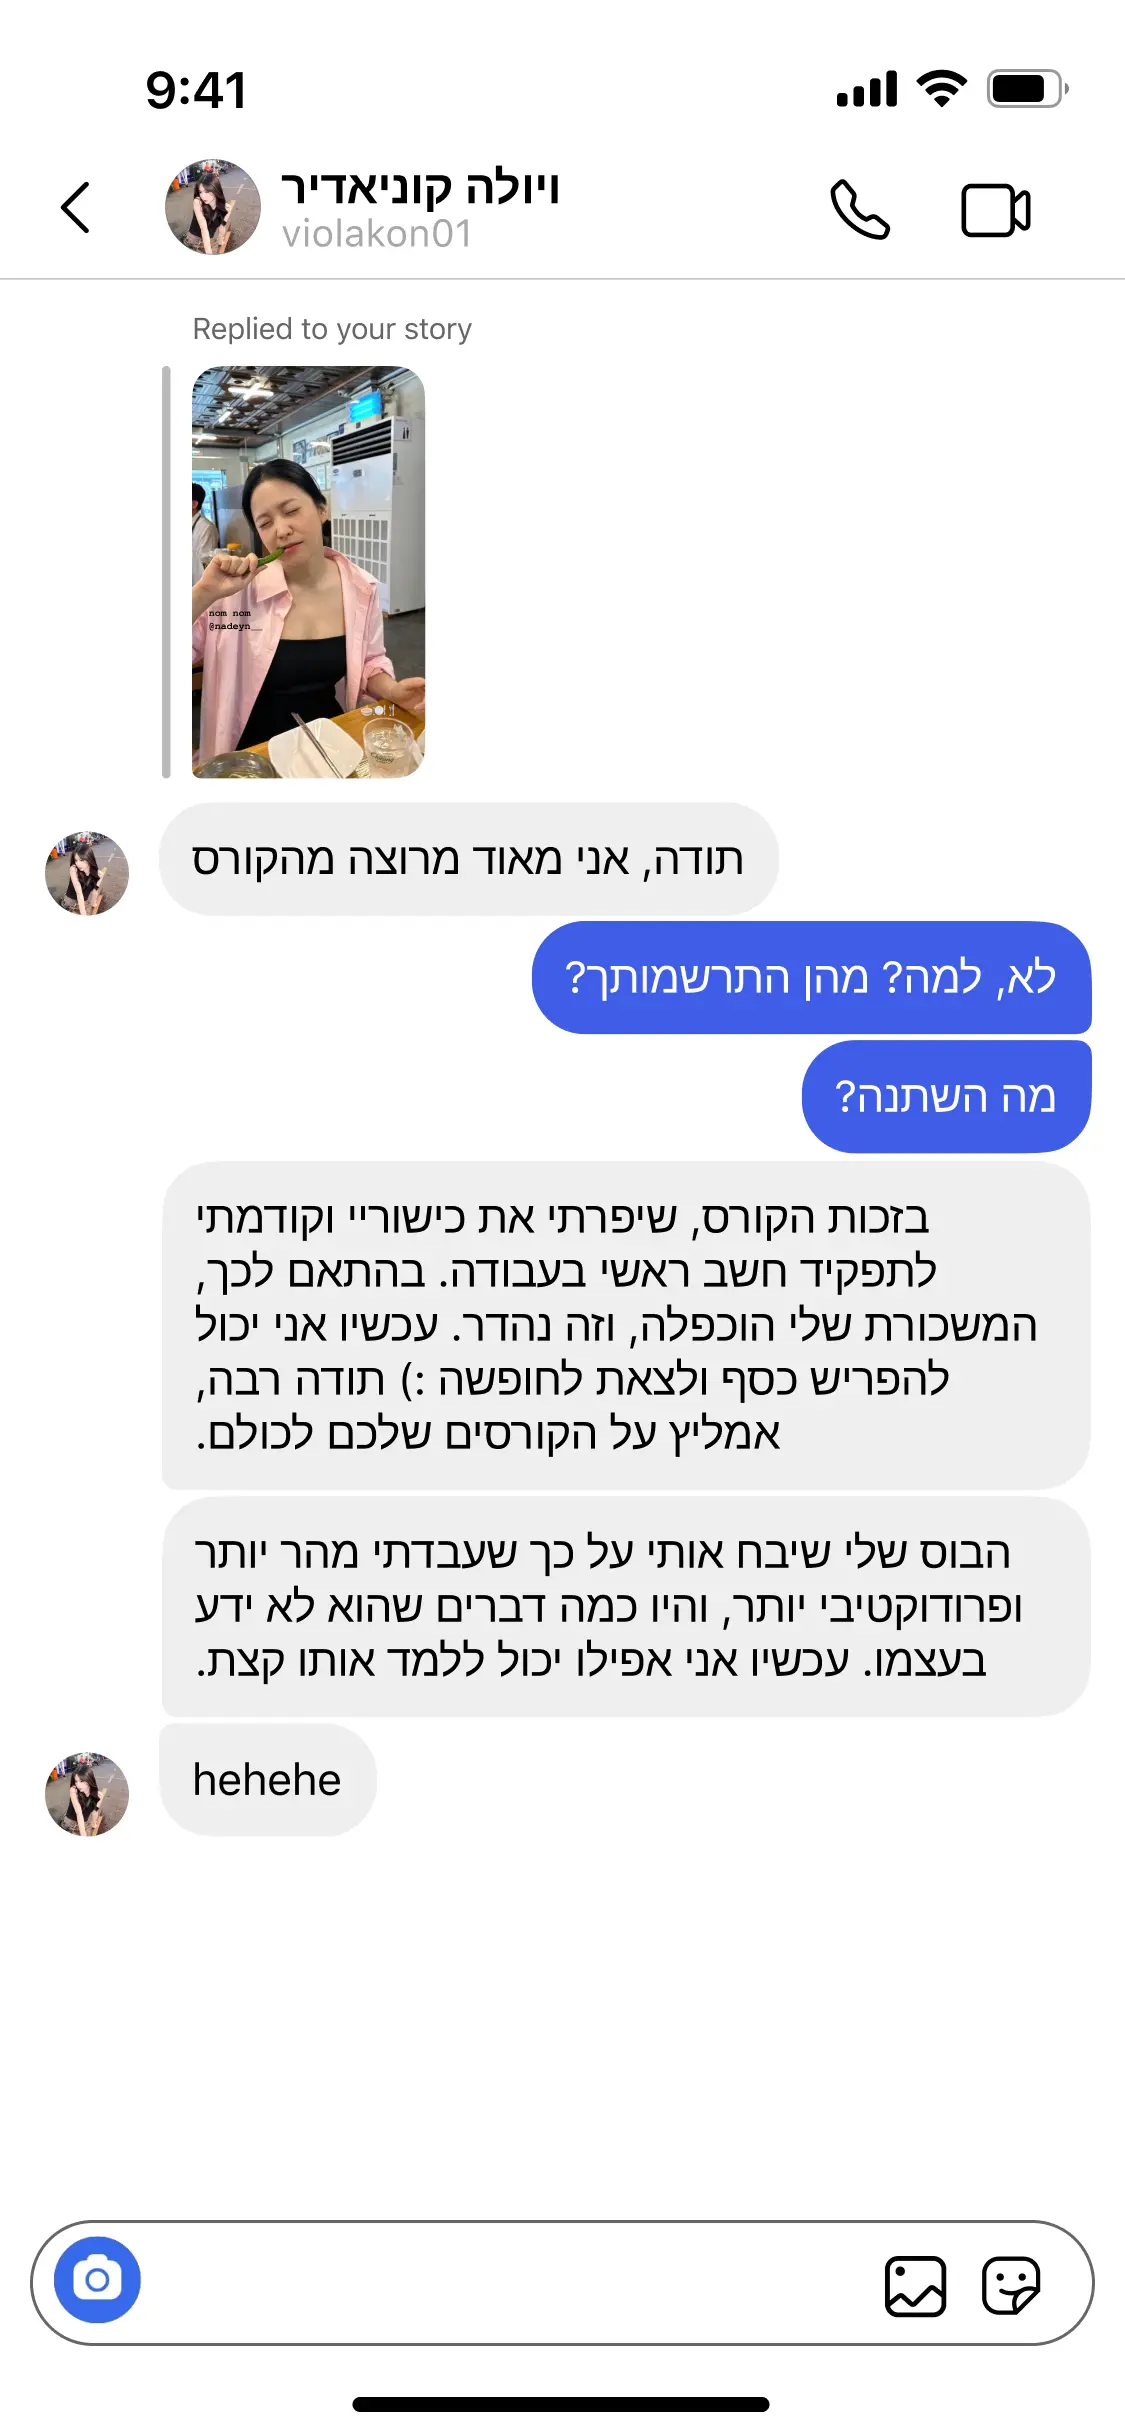 9:41
ויולה קוניאדיר
violakon01
Replied to your story
nom nom
@nadeyn__
תודה, אני מאוד מרוצה מהקורס
לא, למה? מהן התרשמותך?
מה השתנה?
בזכות הקורס, שיפרתי את כישוריי וקודמתי
לתפקיד חשב ראשי בעבודה. בהתאם לכך,
המשכורת שלי הוכפלה, וזה נהדר. עכשיו אני יכול
להפריש כסף ולצאת לחופשה :) תודה רבה,
אמליץ על הקורסים שלכם לכולם.
הבוס שלי שיבח אותי על כך שעבדתי מהר יותר
ופרודוקטיבי יותר, והיו כמה דברים שהוא לא ידע
בעצמו. עכשיו אני אפילו יכול ללמד אותו קצת.
hehehe